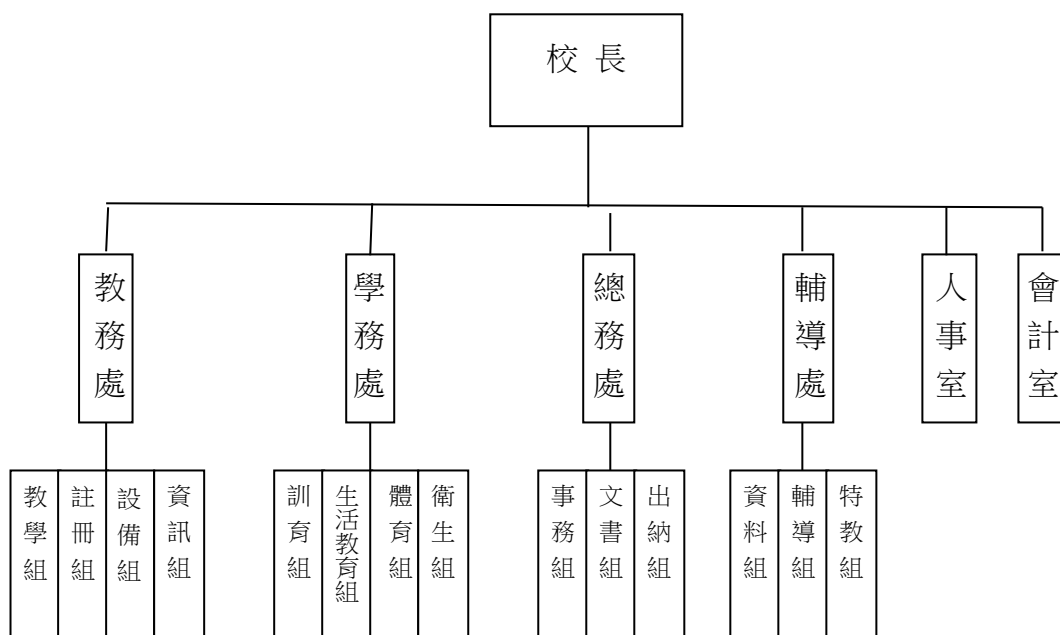 校 長
教務處
學務處
總務處
輔導處
人事室
會計室
教學組
註冊組
設備組
資訊組
訓育組
生活教育組
體育組
衛生組
事務組
文書組
出納組
資料組
輔導組
特教組